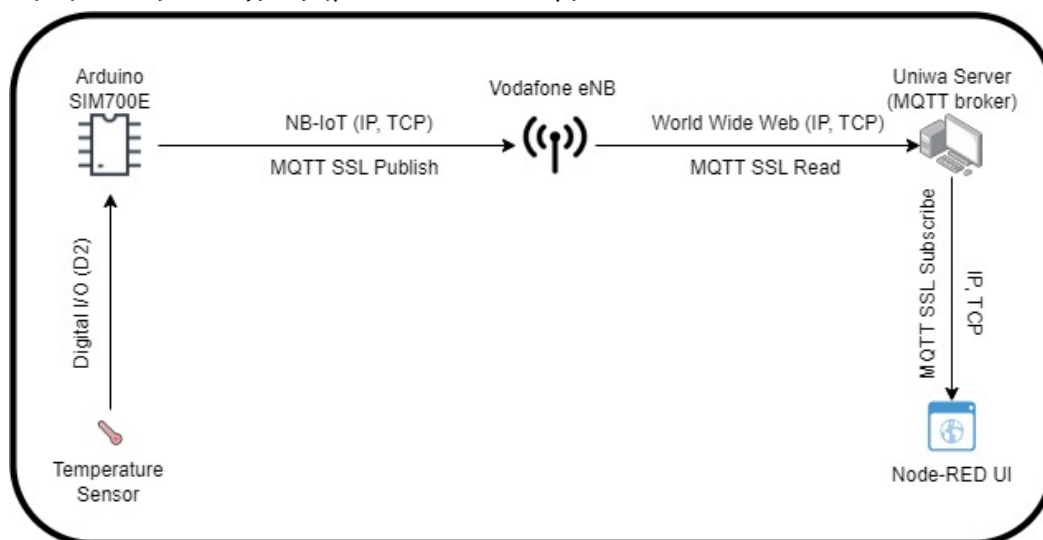 Arduino
SIM700E
Vodafone eNB
Uniwa Server
(MQTT broker)
NB-IoT (IP, TCP)
MQTT SSL Publish
World Wide Web (IP, TCP)
MQTT SSL Read
Digital I/O (D2)
MQTT SSL Subscribe
IP, TCP
Temperature
Sensor
Node-RED UI